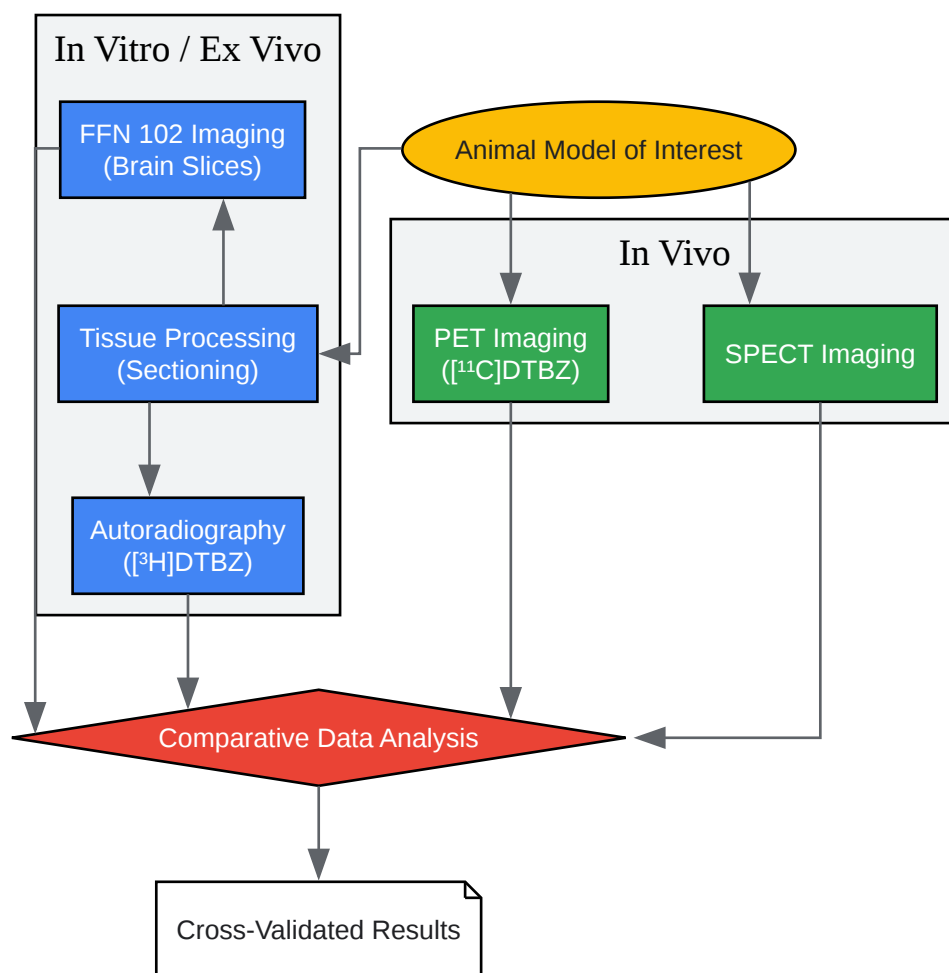 In Vitro / Ex Vivo
FFN 102 Imaging
(Brain Slices)
Animal Model of Interest
In Vivo
Tissue Processing
(Sectioning)
PET Imaging
([¹¹C]DTBZ)
SPECT Imaging
Autoradiography
([³H]DTBZ)
Comparative Data Analysis
Cross-Validated Results